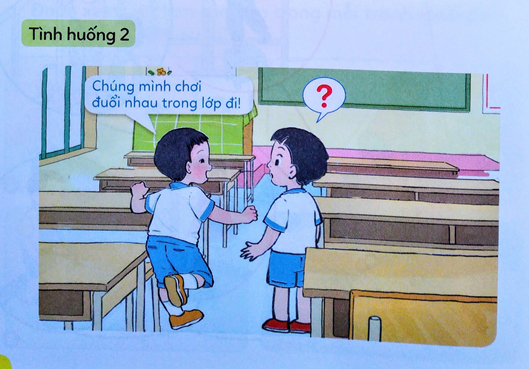 Tình huống 2
Chúng mình chơi
đuổi nhau trong lớp đi!
?